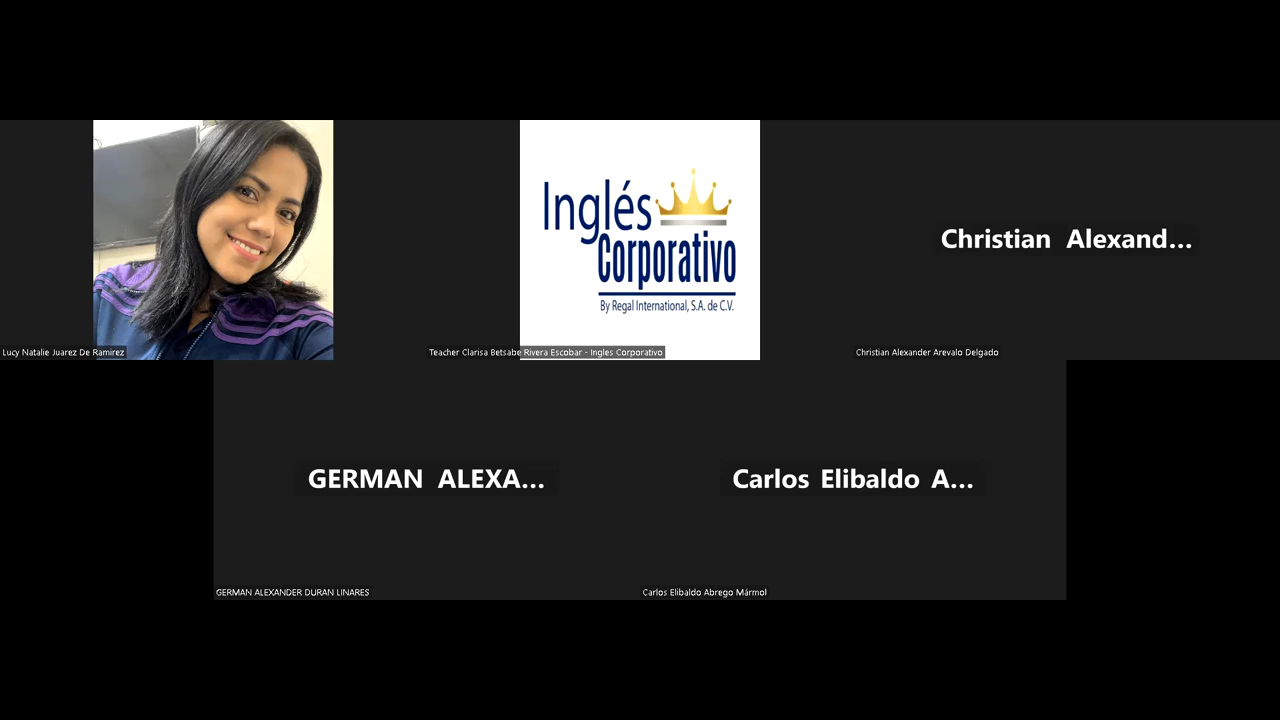 Inglés
Corporativo
By Regal International, S.A. de C.V.
Christian Alexand...
Lucy Natalie Juarez De Ramirez
Teacher Clarisa Betsabe Rivera Escobar - Ingles Corporativo
Christian Alexander Arevalo Delgado
GERMAN ALEXA...
Carlos Elibaldo A...
GERMAN ALEXANDER DURAN LINARES
Carlos Elibaldo Abrego Mármol